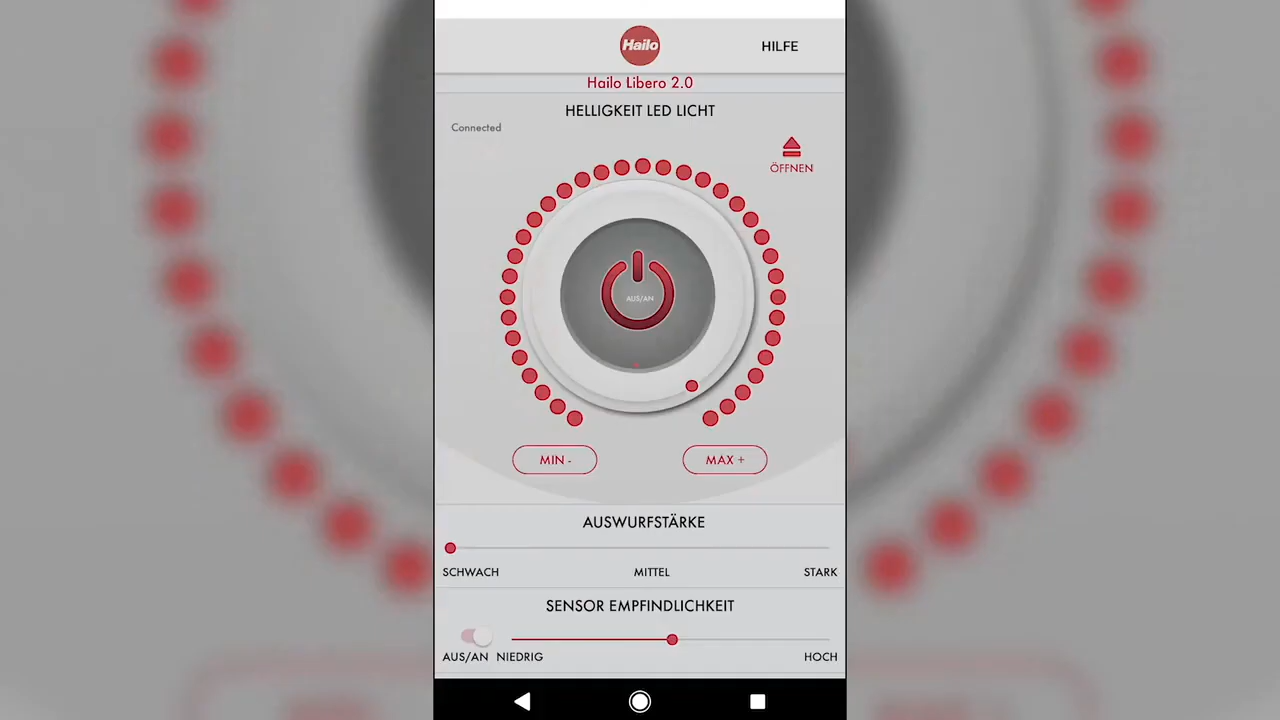 Hailo
HILFE
Hailo Libero 2.0
HELLIGKEIT LED LICHT
Connected
ÖFFNEN
AUS/AN
MIN -
MAX +
AUSWURFSTÄRKE
SCHWACH MITTEL STARK
SENSOR EMPFINDLICHKEIT
AUS/AN NIEDRIG HOCH